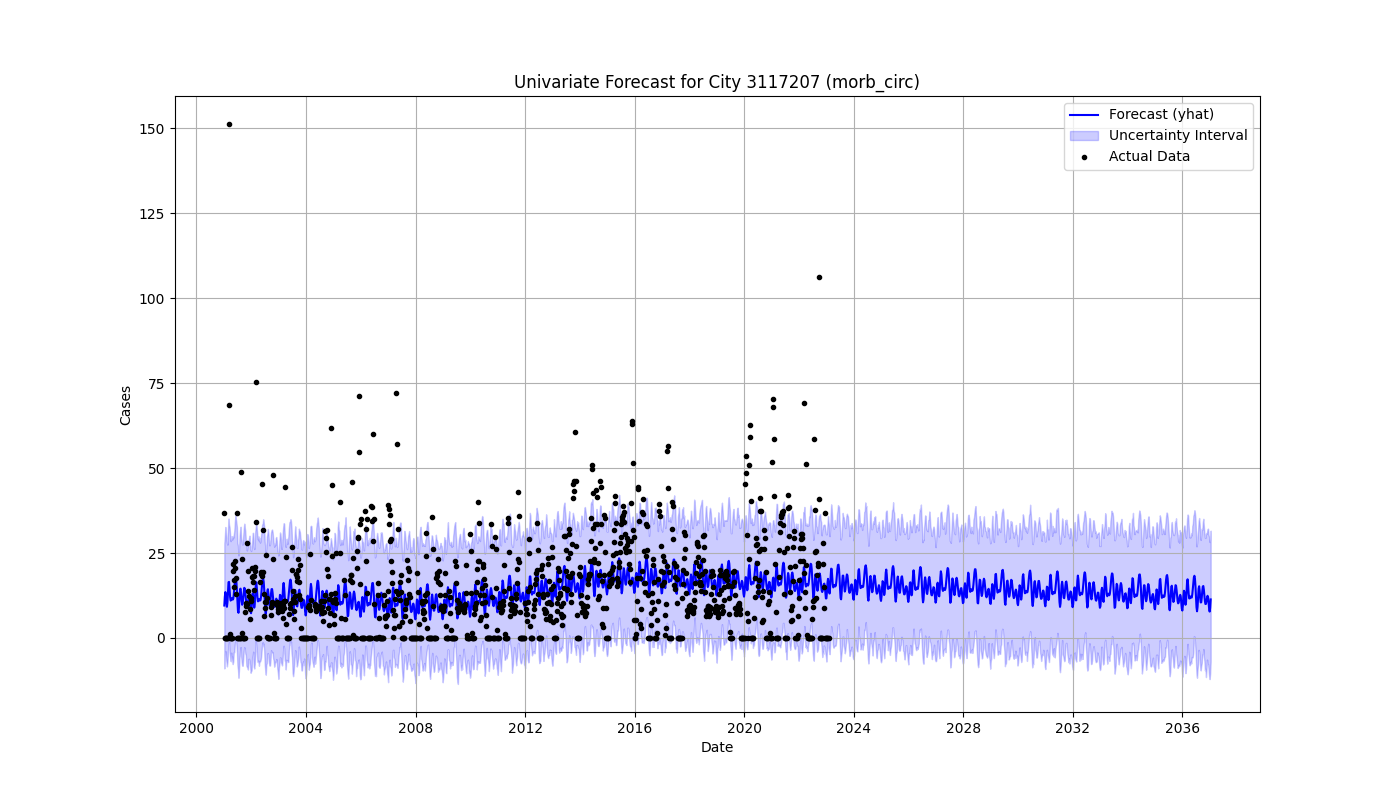 Univariate Forecast for City 3117207 (morb_circ)
Forecast (yhat)
Uncertainty Interval
Actual Data
Cases
150
125
100
75
50
25
0
2000 2004 2008 2012 2016 2020 2024 2028 2032 2036
Date